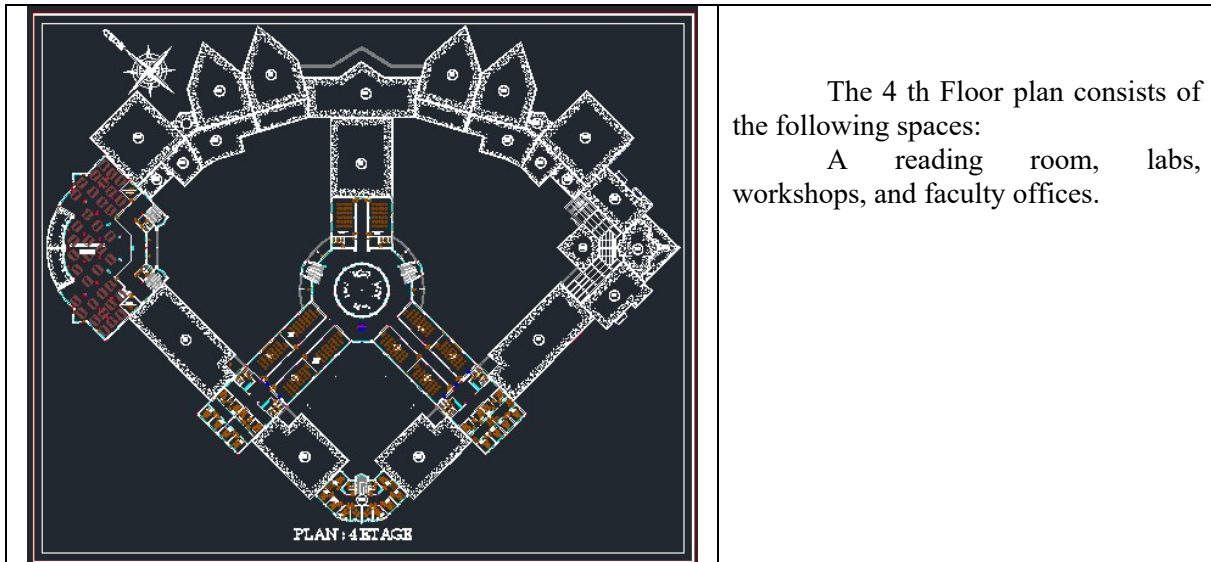 PLAN : 4 ETAGE
The 4 th Floor plan consists of
the following spaces:
A reading room, labs,
workshops, and faculty offices.